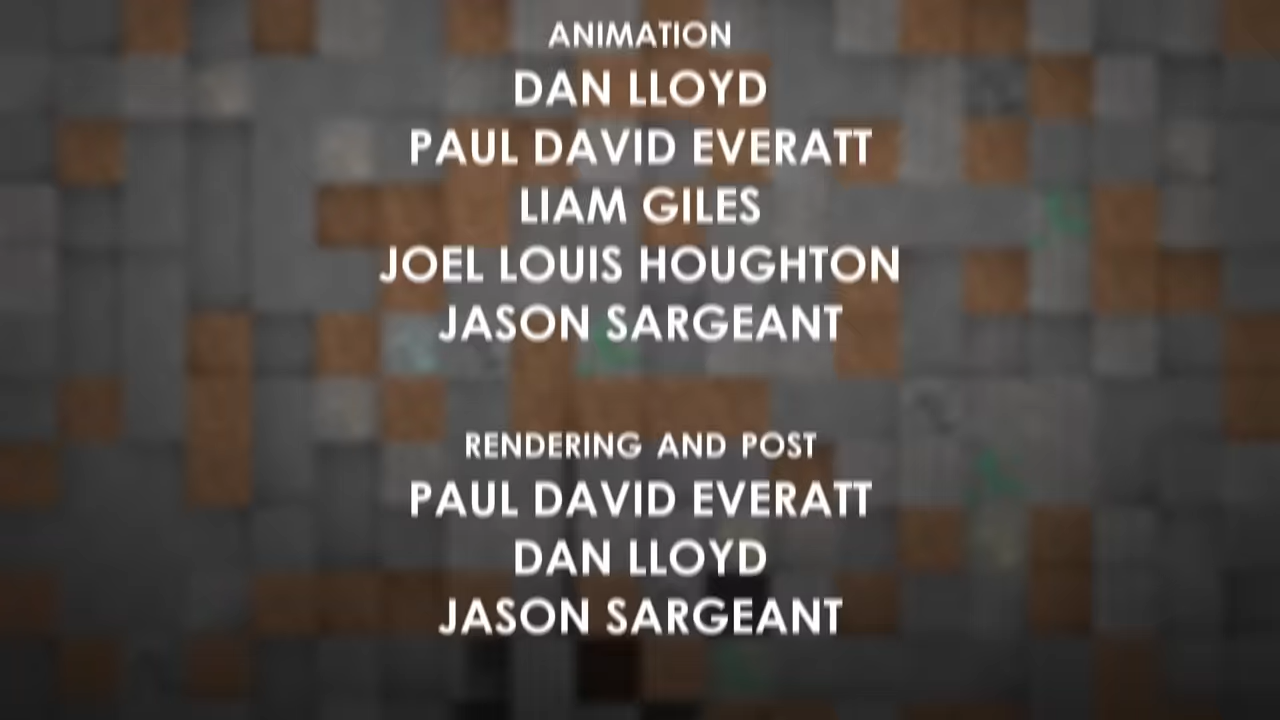 ANIMATION
DAN LLOYD
PAUL DAVID EVERATT
LIAM GILES
JOEL LOUIS HOUGHTON
JASON SARGEANT
RENDERING AND POST
PAUL DAVID EVERATT
DAN LLOYD
JASON SARGEANT